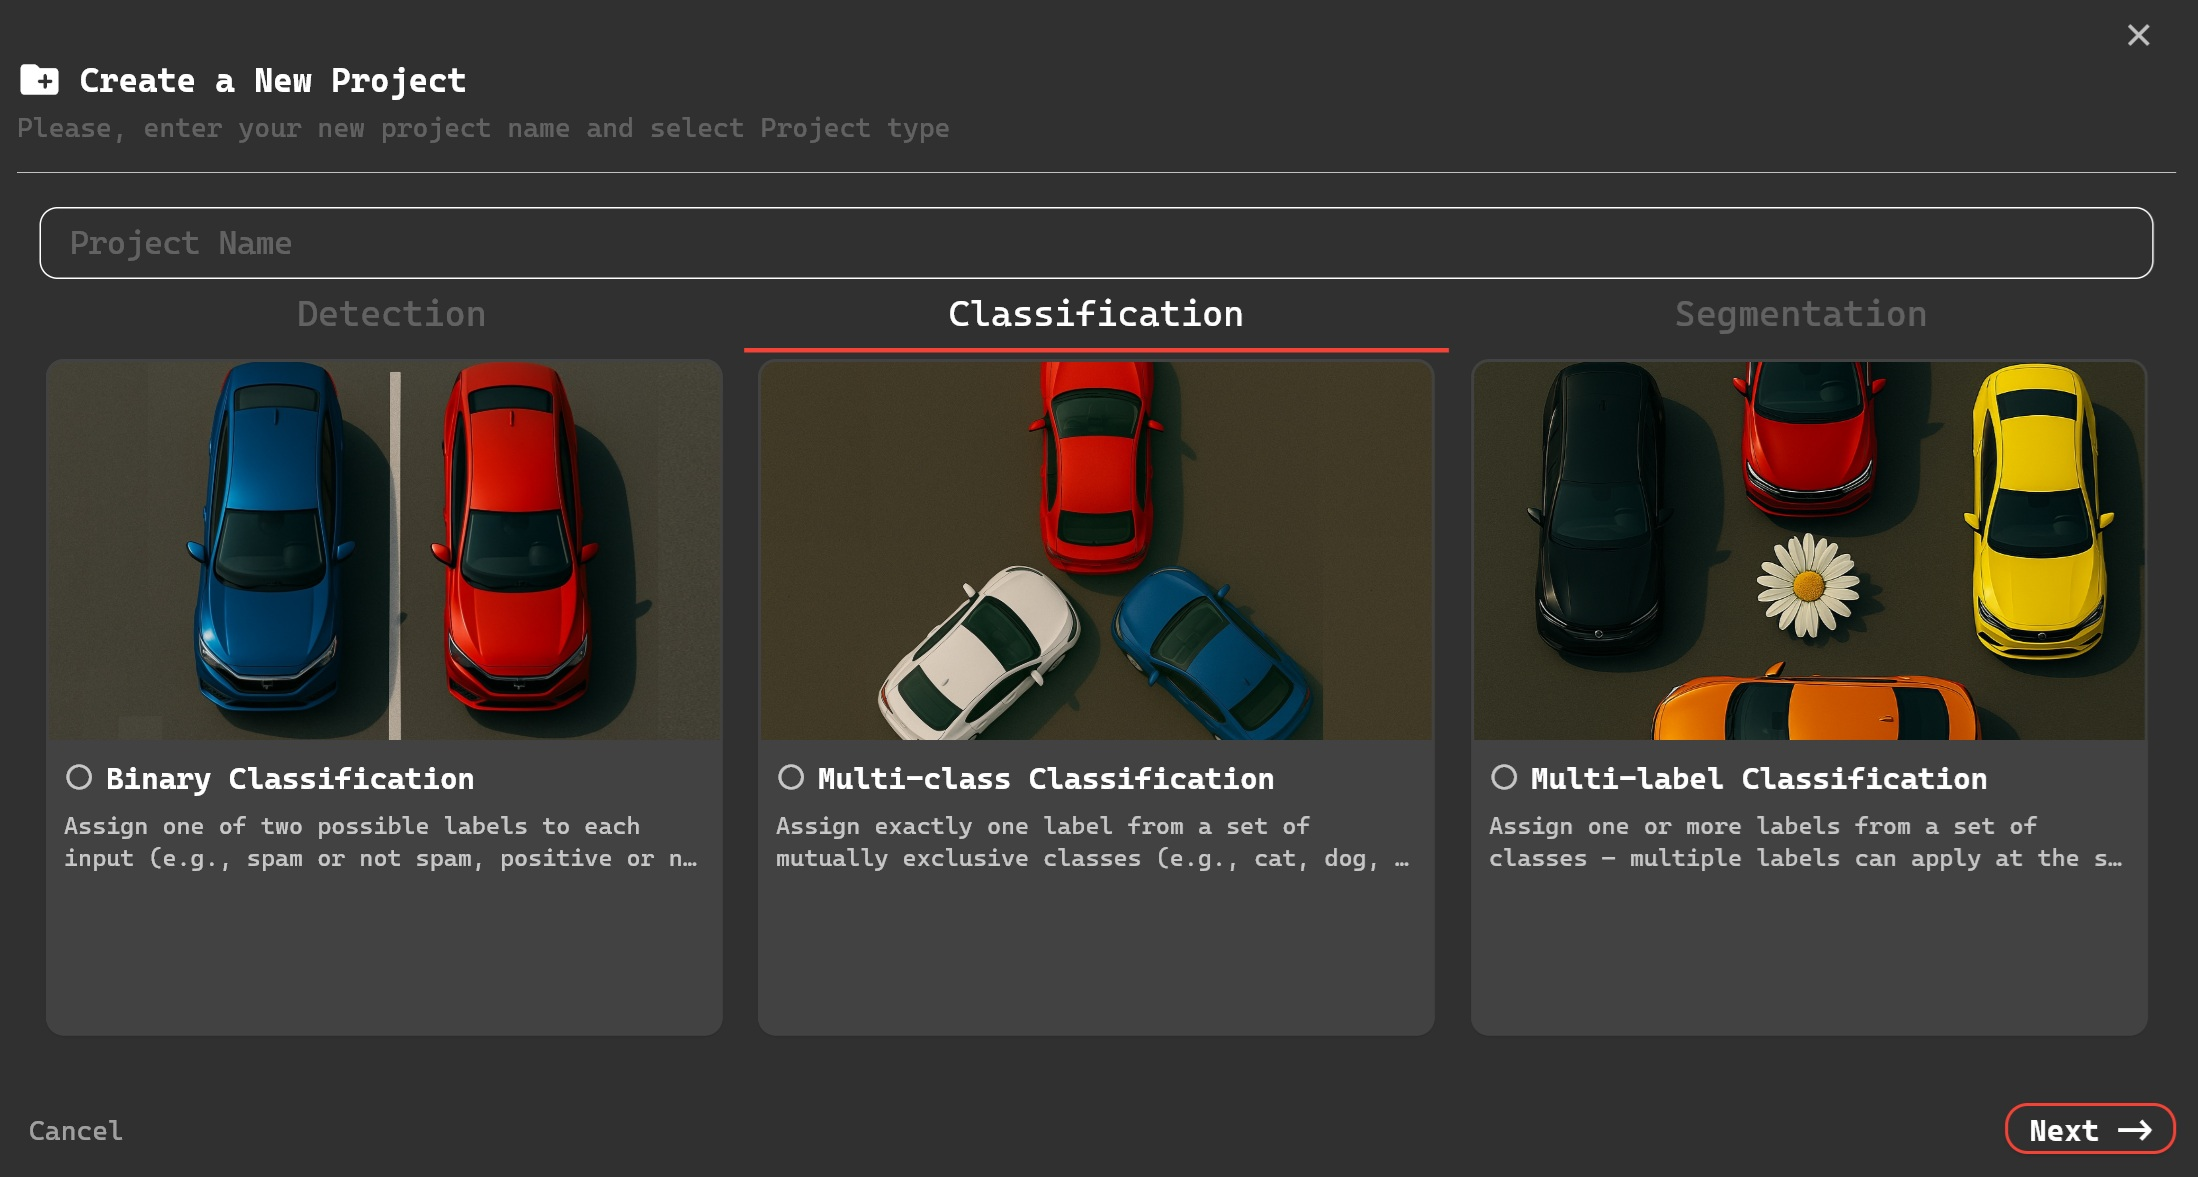 Create a New Project
Please, enter your new project name and select Project type
Project Name
Detection
Classification
Segmentation
Binary Classification
Assign one of two possible labels to each
input (e.g., spam or not spam, positive or n…
Multi-class Classification
Assign exactly one label from a set of
mutually exclusive classes (e.g., cat, dog, …
Multi-label Classification
Assign one or more labels from a set of
classes – multiple labels can apply at the s…
Cancel
Next →